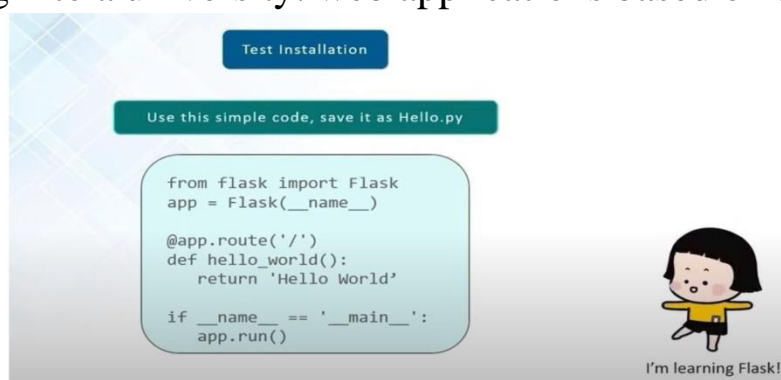 Test Installation
Use this simple code, save it as Hello.py
from flask import Flask
app = Flask(__name__)
@app.route('/')
def hello_world():
return 'Hello World’
if __name__ == '__main__':
app.run()
I'm learning Flask!